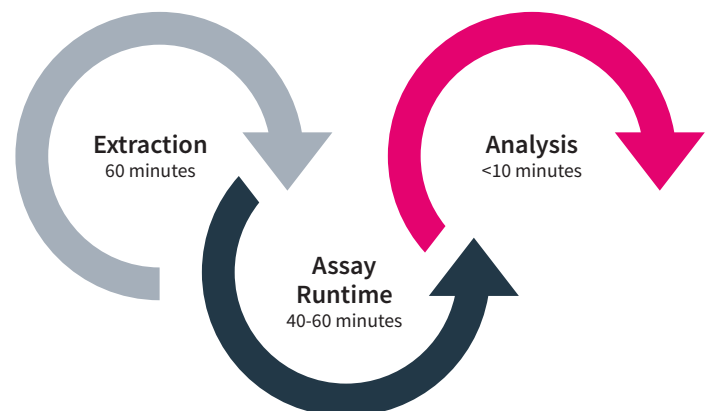 Extraction
60 minutes
Assay
Runtime
40-60 minutes
Analysis
<10 minutes